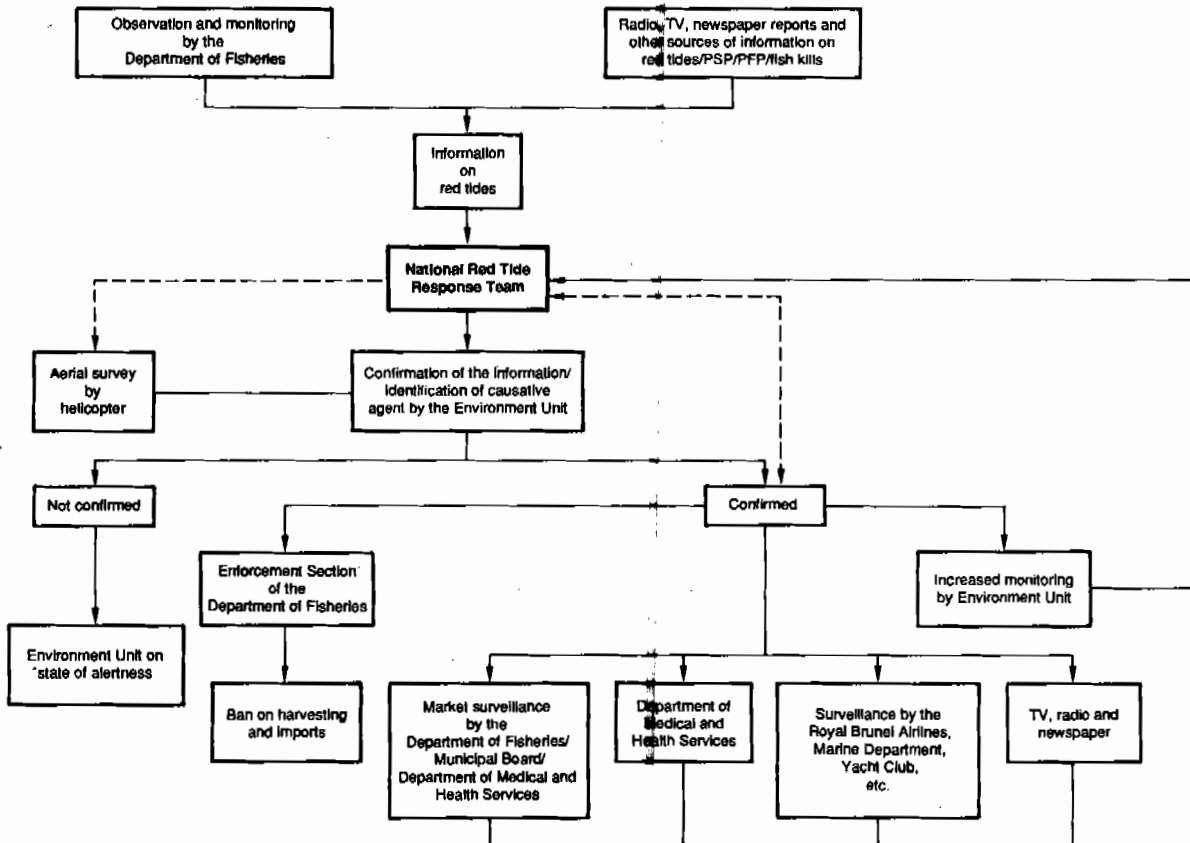 Observation and monitoring
by the
Department of Fisheries
Radio, TV, newspaper reports and
other sources of information on
red tides/PSP/PFP/fish kills
Information
on
red tides
National Red Tide
Response Team
Aerial survey
by
helicopter
Confirmation of the Information/
Identification of causative
agent by the Environment Unit
Not confirmed
Confirmed
Enforcement Section
of the
Department of Fisheries
Increased monitoring
by Environment Unit
Environment Unit on
state of alertness
Ban on harvesting
and imports
Market surveillance
by the
Department of Fisheries/
Municipal Board/
Department of Medical and
Health Services
Department of
Medical and
Health Services
Surveillance by the
Royal Brunei Airlines,
Marine Department,
Yacht Club,
etc.
TV, radio and
newspaper